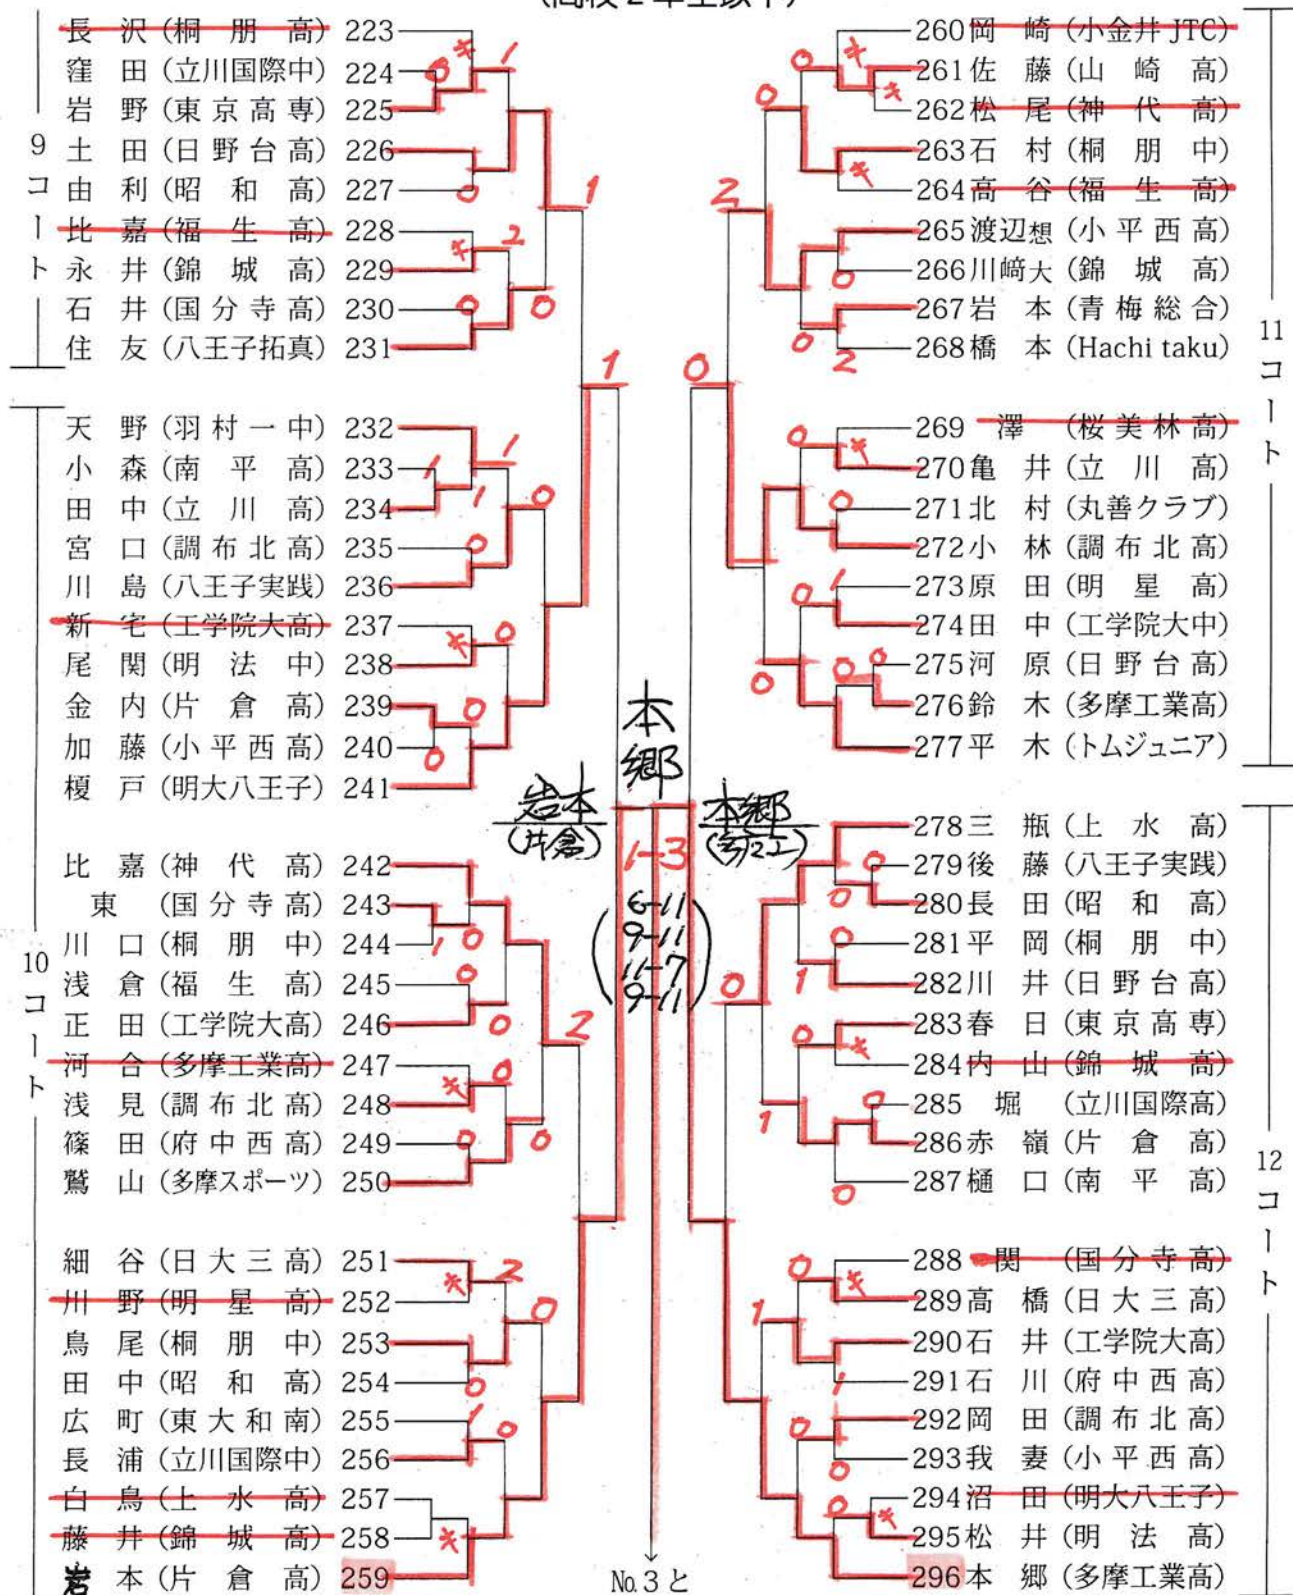 (高校2年生以下)
9コート
長沢(桐朋高) 223
窪田(立川国際中) 224
岩野(東京高専) 225
土田(日野台高) 226
由利(昭和高) 227
比嘉(福生高) 228
永井(錦城高) 229
石井(国分寺高) 230
住友(八王子拓真) 231
10コート
天野(羽村一中) 232
小森(南平高) 233
田中(立川高) 234
宮口(調布北高) 235
川島(八王子実践) 236
新宅(工学院大高) 237
尾関(明法中) 238
金内(片倉高) 239
加藤(小平西高) 240
榎戸(明大八王子) 241
比嘉(神代高) 242
東(国分寺高) 243
川口(桐朋中) 244
浅倉(福生高) 245
正田(工学院大高) 246
河合(多摩工業高) 247
浅見(調布北高) 248
篠田(府中西高) 249
鷲山(多摩スポーツ) 250
細谷(日大三高) 251
川野(明星高) 252
鳥尾(桐朋中) 253
田中(昭和高) 254
広町(東大和南) 255
長浦(立川国際中) 256
白鳥(上水高) 257
藤井(錦城高) 258
岩本(片倉高) 259
本郷
岩本
(片倉)
本郷
1-3
6-11
9-11
11-7
9-11
No.3と
11コート
260 岡崎(小金井JTC)
261 佐藤(山崎高)
262 松尾(神代高)
263 石村(桐朋中)
264 高谷(福生高)
265 渡辺想(小平西高)
266 川﨑大(錦城高)
267 岩本(青梅総合)
268 橋本(Hachi taku)
269 澤(桜美林高)
270 亀井(立川高)
271 北村(丸善クラブ)
272 小林(調布北高)
273 原田(明星高)
274 田中(工学院大中)
275 河原(日野台高)
276 鈴木(多摩工業高)
277 平木(トムジュニア)
12コート
278 三瓶(上水高)
279 後藤(八王子実践)
280 長田(昭和高)
281 平岡(桐朋中)
282 川井(日野台高)
283 春日(東京高専)
284 内山(錦城高)
285 堀(立川国際高)
286 赤嶺(片倉高)
287 樋口(南平高)
288 関(国分寺高)
289 高橋(日大三高)
290 石井(工学院大高)
291 石川(府中西高)
292 岡田(調布北高)
293 我妻(小平西高)
294 沼田(明大八王子)
295 松井(明法高)
296 本郷(多摩工業高)